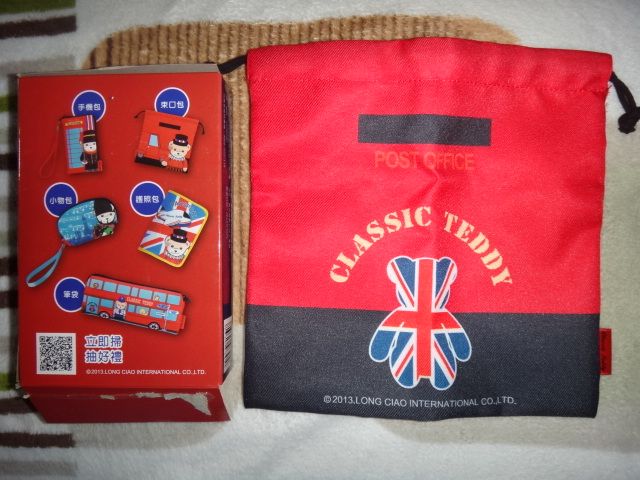 手機包
束口包
小物包
護照包
筆袋
CLASSIC TEDDY
立即掃
抽好禮
©2013.LONG CIAO INTERNATIONAL CO.,LTD.
POST OFFICE
CLASSIC TEDDY
©2013.LONG CIAO INTERNATIONAL CO.,LTD.